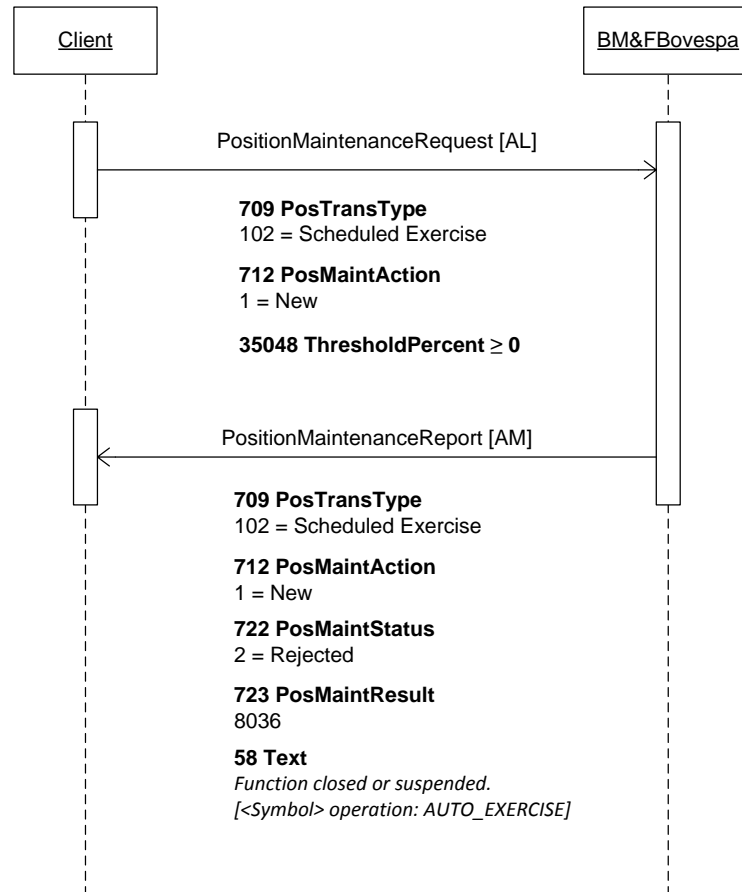 Client
BM&FBovespa
PositionMaintenanceRequest [AL]
709 PosTransType
102 = Scheduled Exercise
712 PosMaintAction
1 = New
35048 ThresholdPercent ≥ 0
PositionMaintenanceReport [AM]
709 PosTransType
102 = Scheduled Exercise
712 PosMaintAction
1 = New
722 PosMaintStatus
2 = Rejected
723 PosMaintResult
8036
58 Text
Function closed or suspended.
[<Symbol> operation: AUTO_EXERCISE]